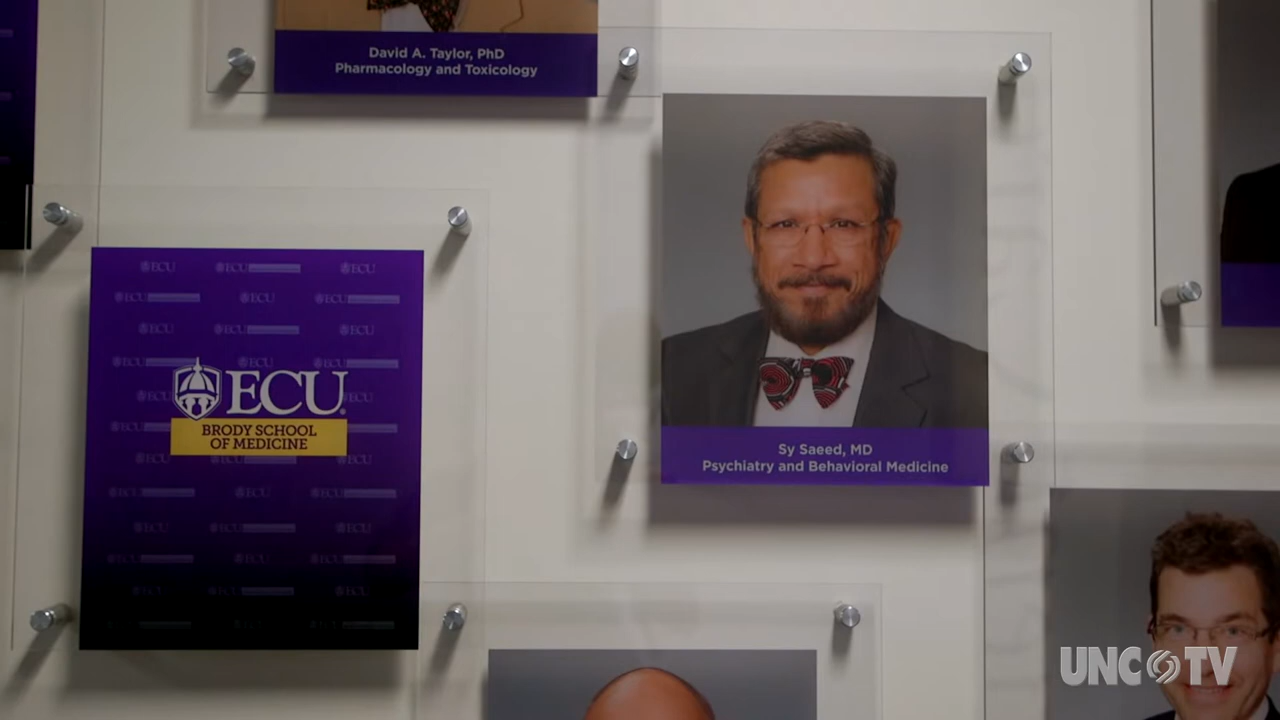 David A. Taylor, PhD
Pharmacology and Toxicology
ECU
BRODY SCHOOL
OF MEDICINE
Sy Saeed, MD
Psychiatry and Behavioral Medicine
UNC TV